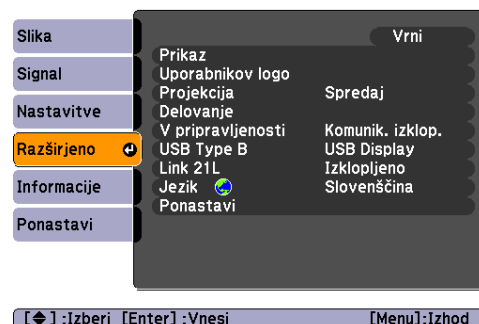 Slika
Signal
Nastavitve
Razširjeno
Informacije
Ponastavi
Vrni
Prikaz
Uporabnikov logo
Projekcija Spredaj
Delovanje
V pripravljenosti Komunik. izklop.
USB Type B USB Display
Link 21L Izklopljeno
Jezik Slovenščina
Ponastavi
[◆] :Izberi [Enter] :Vnesi [Menu]:Izhod